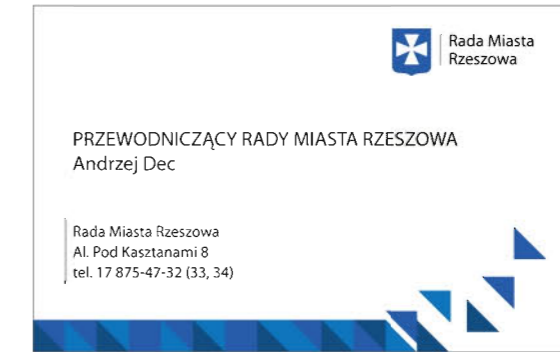 Rada Miasta
Rzeszowa
PRZEWODNICZĄCY RADY MIASTA RZESZOWA
Andrzej Dec
Rada Miasta Rzeszowa
Al. Pod Kasztanami 8
tel. 17 875-47-32 (33, 34)